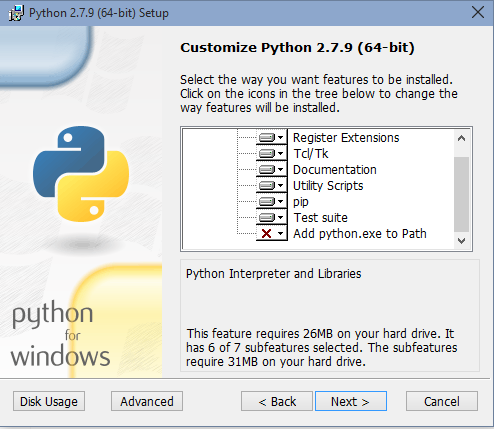 Python 2.7.9 (64-bit) Setup
Customize Python 2.7.9 (64-bit)
Select the way you want features to be installed.
Click on the icons in the tree below to change the
way features will be installed.
Register Extensions
Tcl/Tk
Documentation
Utility Scripts
pip
Test suite
Add python.exe to Path
Python Interpreter and Libraries
This feature requires 26MB on your hard drive. It
has 6 of 7 subfeatures selected. The subfeatures
require 31MB on your hard drive.
python
for
windows
Disk Usage
Advanced
< Back
Next >
Cancel